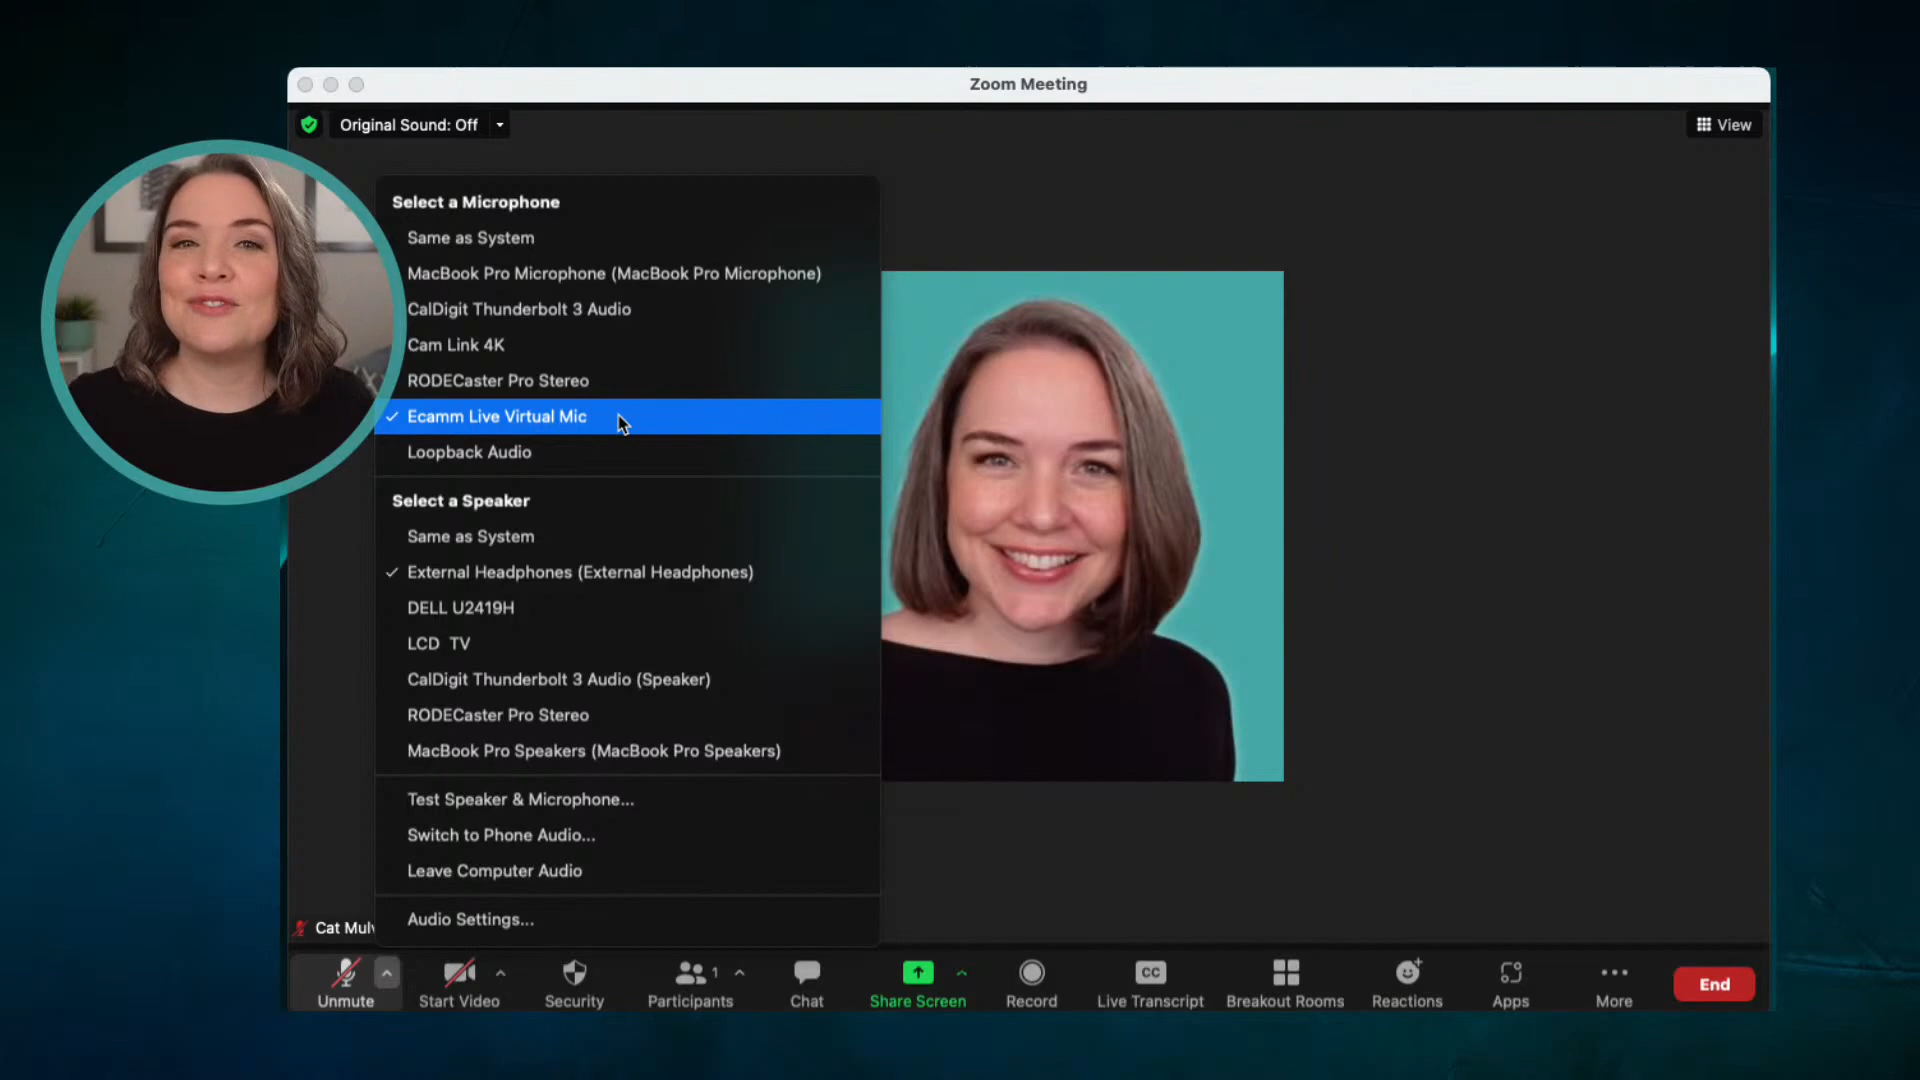 Zoom Meeting
Original Sound: Off
View
Select a Microphone
Same as System
MacBook Pro Microphone (MacBook Pro Microphone)
CalDigit Thunderbolt 3 Audio
Cam Link 4K
RODECaster Pro Stereo
Ecamm Live Virtual Mic
Loopback Audio
Select a Speaker
Same as System
External Headphones (External Headphones)
DELL U2419H
LCD TV
CalDigit Thunderbolt 3 Audio (Speaker)
RODECaster Pro Stereo
MacBook Pro Speakers (MacBook Pro Speakers)
Test Speaker & Microphone...
Switch to Phone Audio...
Leave Computer Audio
Audio Settings...
Cat Mulv
1
CC
Unmute Start Video Security Participants Chat Share Screen Record Live Transcript Breakout Rooms Reactions Apps More End